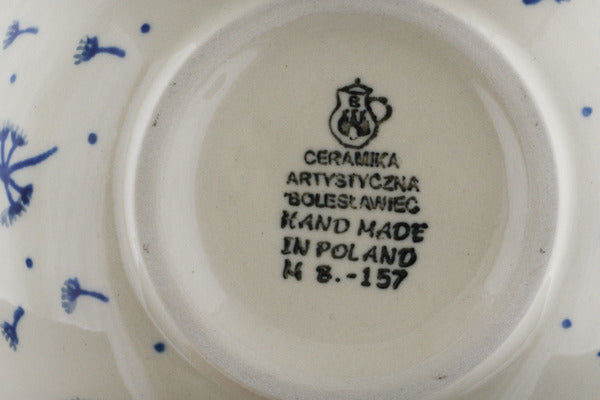 B
CERAMIKA
ARTYSTYCZNA
"BOLESŁAWIEC
HAND MADE
IN POLAND
N 8.-157